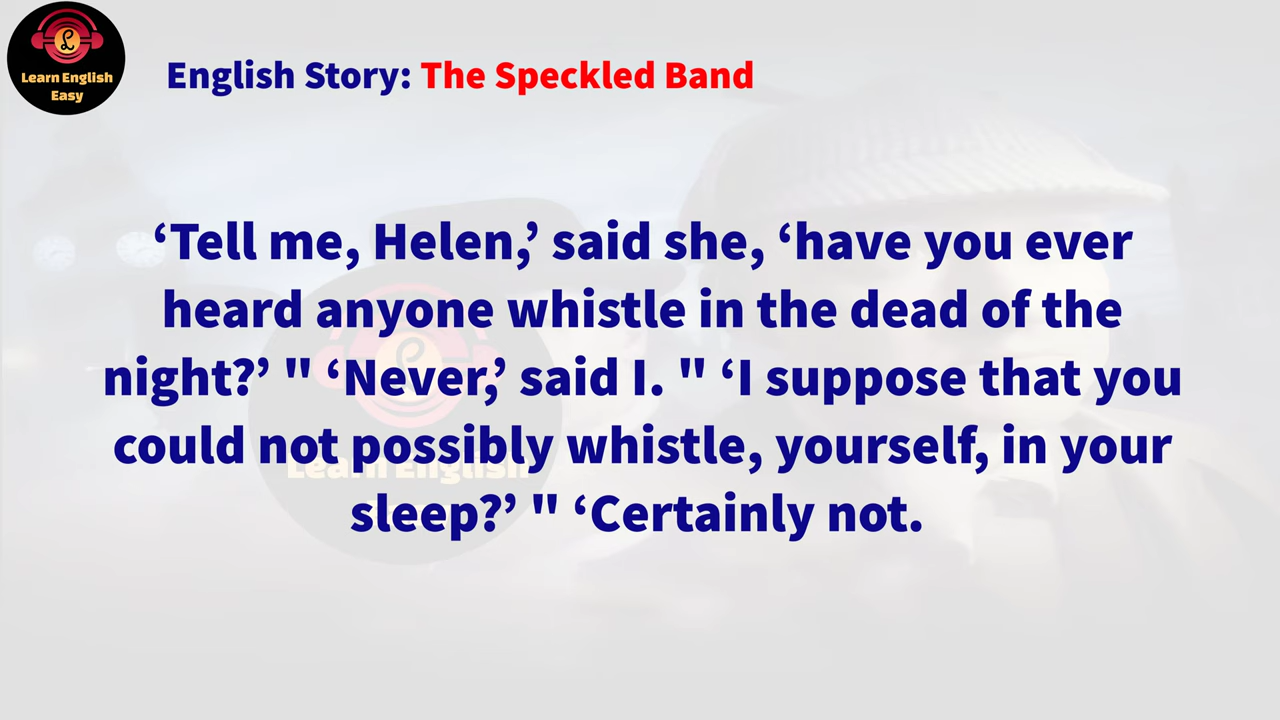 Learn English
Easy
English Story: The Speckled Band
‘Tell me, Helen,’ said she, ‘have you ever
heard anyone whistle in the dead of the
night?’ " ‘Never,’ said I. " ‘I suppose that you
could not possibly whistle, yourself, in your
sleep?’ " ‘Certainly not.
Learn English